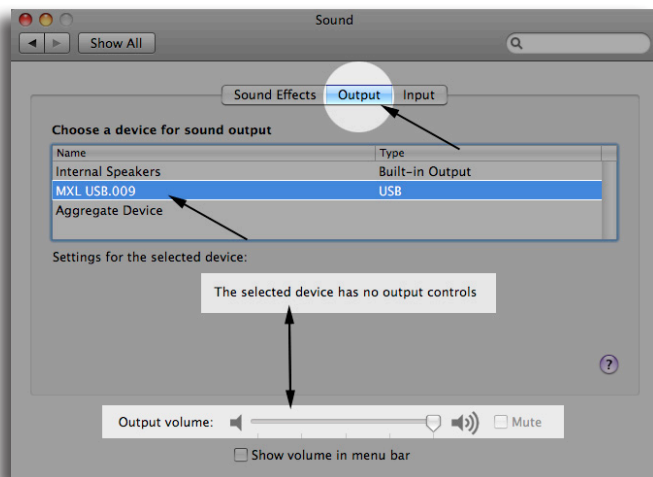 Sound
Show All
Sound Effects Output Input
Choose a device for sound output
Name Type
Internal Speakers Built-in Output
MXL USB.009 USB
Aggregate Device
Settings for the selected device:
The selected device has no output controls
?
Output volume: Mute
Show volume in menu bar